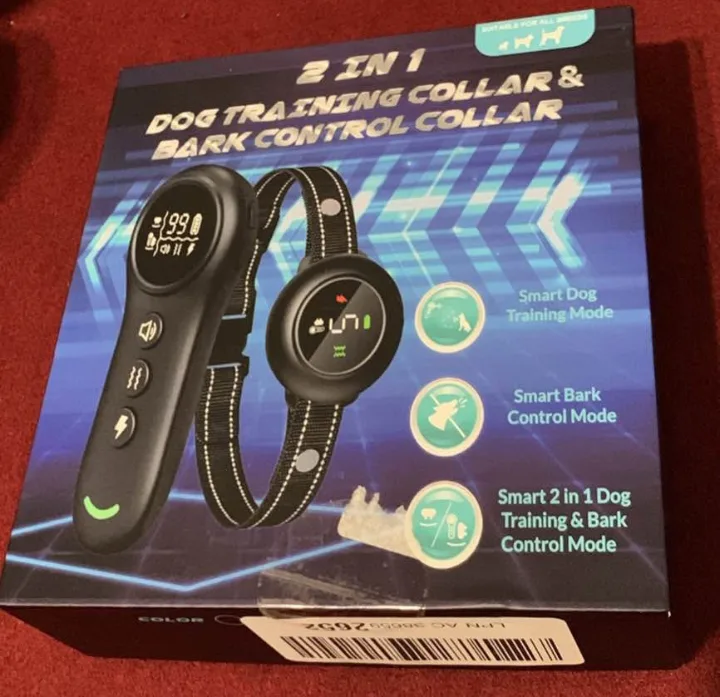 SUITABLE FOR ALL BREEDS
2 IN 1
DOG TRAINING COLLAR &
BARK CONTROL COLLAR
99
Smart Dog
Training Mode
Smart Bark
Control Mode
Smart 2 in 1 Dog
Training & Bark
Control Mode
COLOR